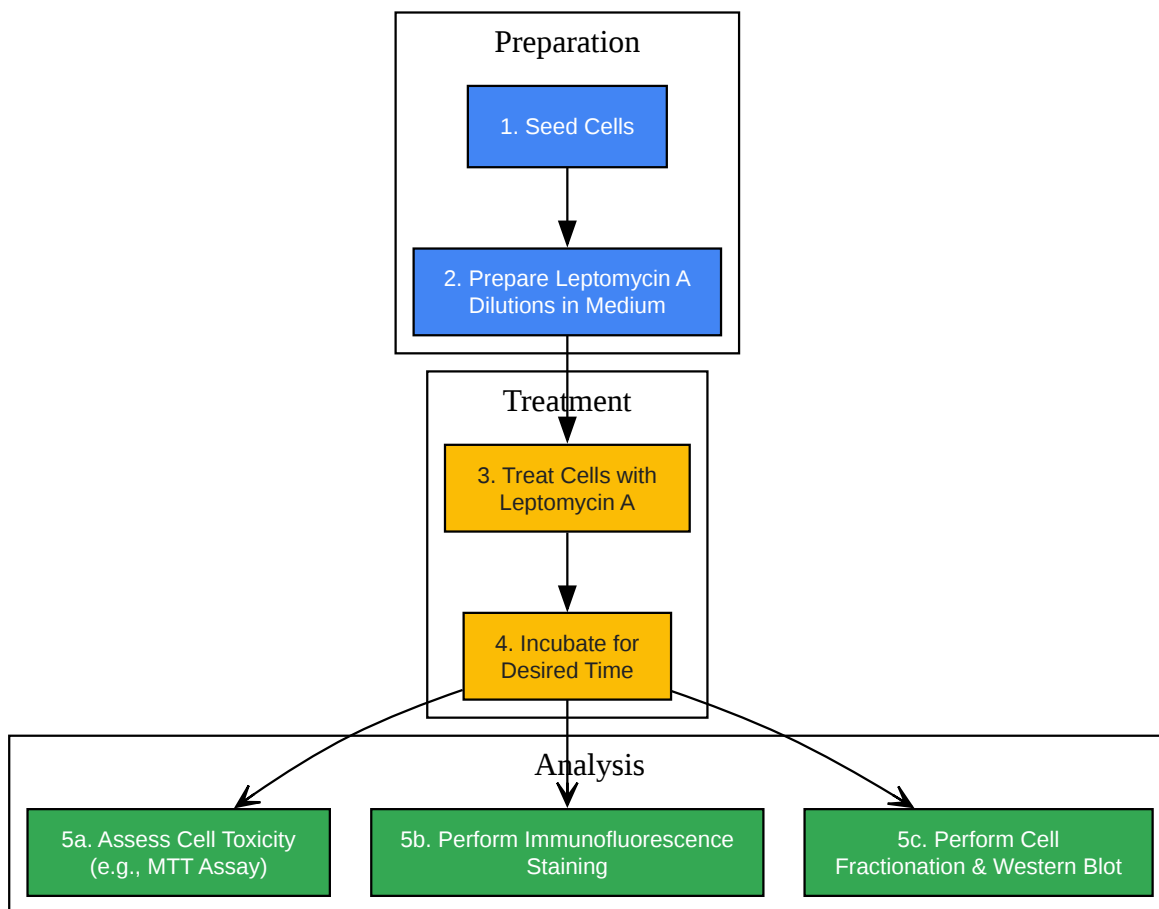 Preparation
1. Seed Cells
2. Prepare Leptomycin A
Dilutions in Medium
Treatment
3. Treat Cells with
Leptomycin A
4. Incubate for
Desired Time
Analysis
5a. Assess Cell Toxicity
(e.g., MTT Assay)
5b. Perform Immunofluorescence
Staining
5c. Perform Cell
Fractionation & Western Blot